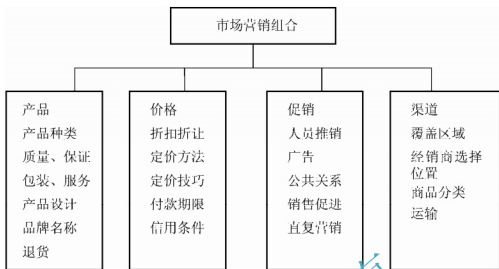 市场营销组合
产品
产品种类
质量、保证
包装、服务
产品设计
品牌名称
退货
价格
折扣折让
定价方法
定价技巧
付款期限
信用条件
促销
人员推销
广告
公共关系
销售促进
直复营销
渠道
覆盖区域
经销商选择
位置
商品分类
运输